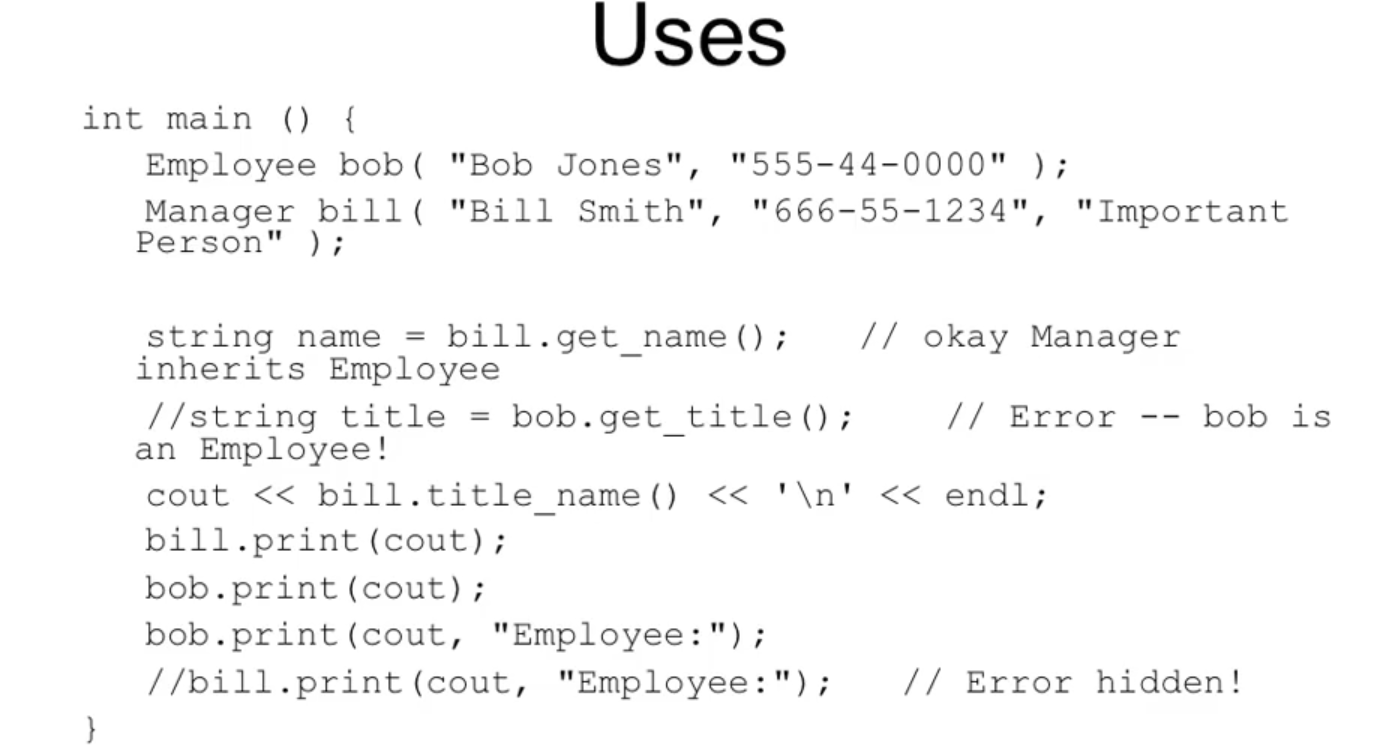 Uses
int main () {
Employee bob( "Bob Jones", "555-44-0000" );
Manager bill( "Bill Smith", "666-55-1234", "Important
Person" );
string name = bill.get_name();   // okay Manager
inherits Employee
//string title = bob.get_title();    // Error -- bob is
an Employee!
cout << bill.title_name() << '\n' << endl;
bill.print(cout);
bob.print(cout);
bob.print(cout, "Employee:");
//bill.print(cout, "Employee:");   // Error hidden!
}